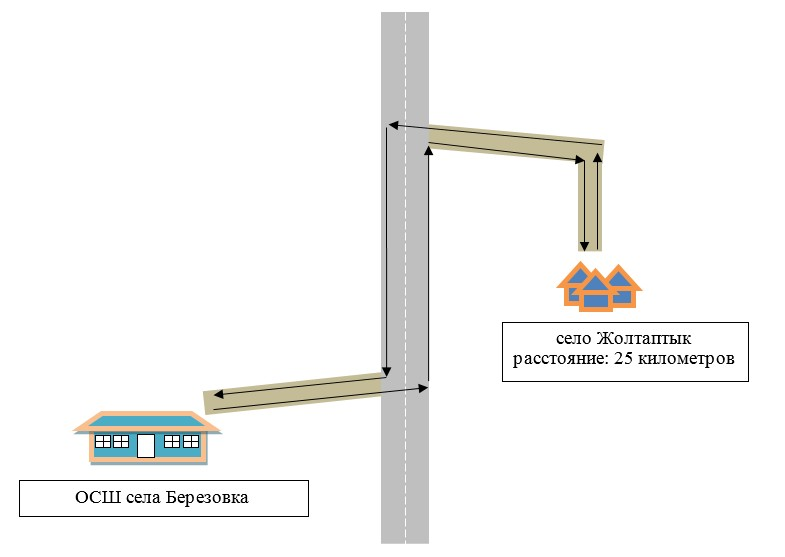 село Жолтаптык
расстояние: 25 километров
ОСШ села Березовка